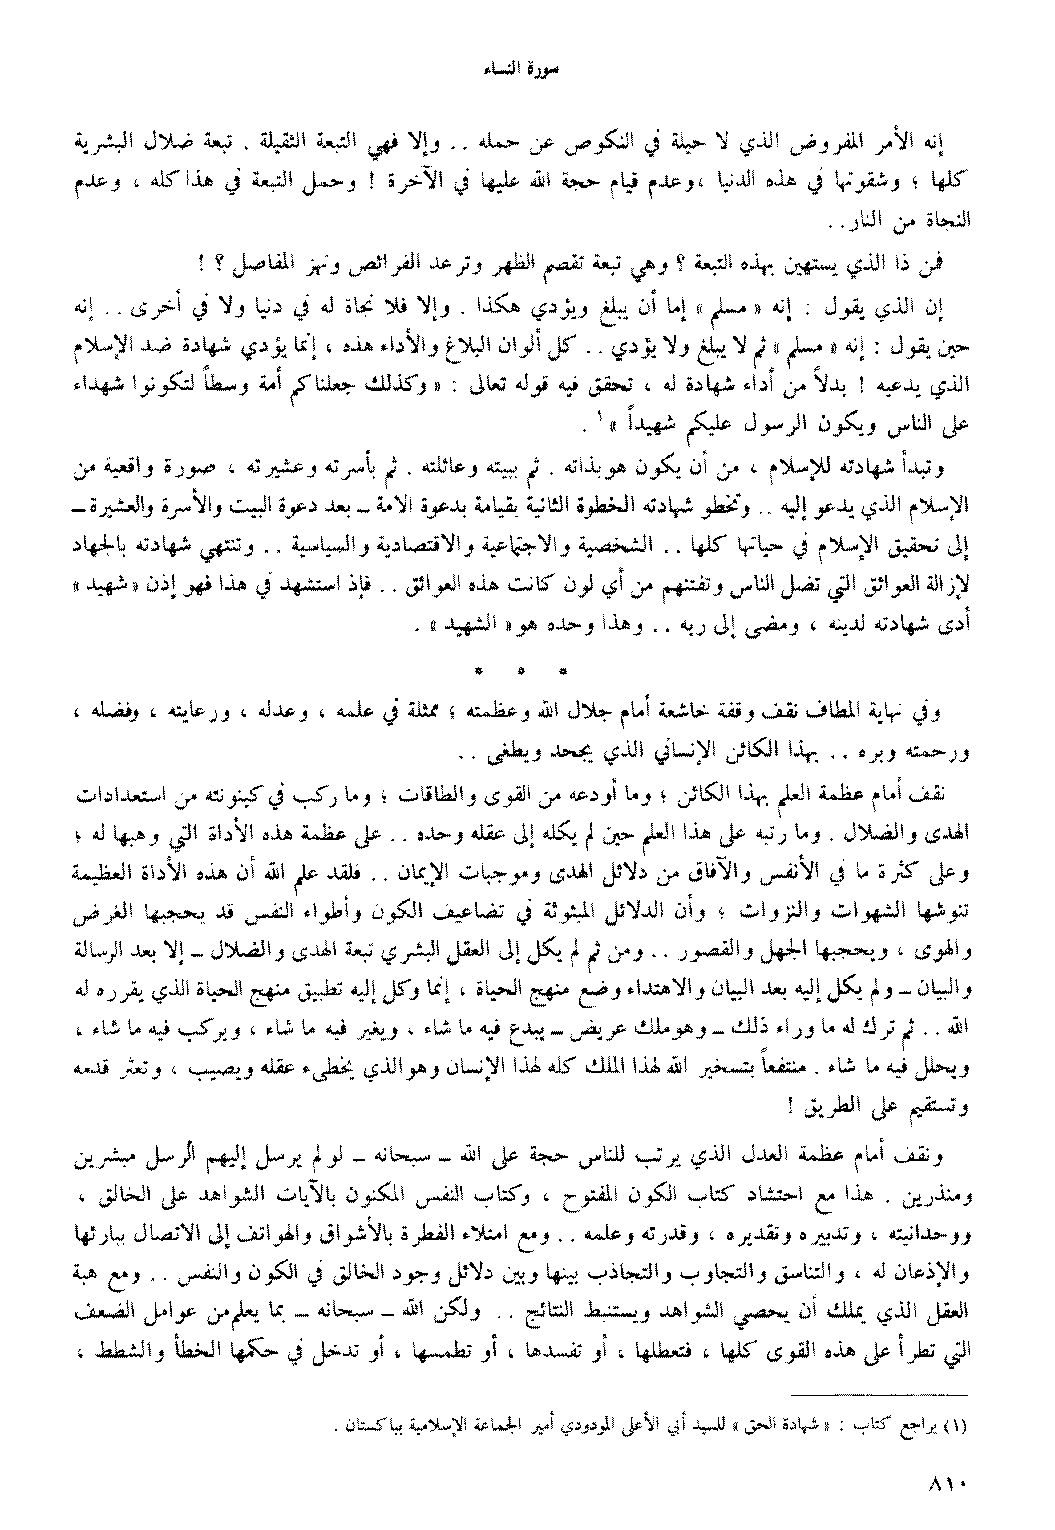 سورة النساء
إنه الأمر المفروض الذي لا حيلة في النكوص عن حمله .. وإلا فهي التبعة الثقيلة . تبعة ضلال البشرية
كلها ؛ وشقوتها في هذه الدنيا ، وعدم قيام حجة الله عليها في الآخرة ! وحمل التبعة في هذا كله ، وعدم
النجاة من النار ..
فمن ذا الذي يستهين بهذه التبعة ؟ وهي تبعة تقصم الظهر وترعد الفرائص وتهز المفاصل ؟ !
إن الذي يقول : إنه « مسلم » إما أن يبلغ ويؤدي هكذا . وإلا فلا نجاة له في دنيا ولا في أخرى .. إنه
حين يقول : إنه « مسلم » ثم لا يبلغ ولا يؤدي .. كل ألوان البلاغ والأداء هذه ، إنما يؤدي شهادة ضد الإسلام
الذي يدعيه ! بدلاً من أداء شهادة له ، تحقق فيه قوله تعالى : « وكذلك جعلناكم أمة وسطاً لتكونوا شهداء
على الناس ويكون الرسول عليكم شهيداً »١ .
وتبدأ شهادته للإسلام ، من أن يكون هو بذاته . ثم ببيته وعائلته . ثم بأسرته وعشيرته ، صورة واقعية من
الإسلام الذي يدعو إليه .. وتخطو شهادته الخطوة الثانية بقيامة بدعوة الامة – بعد دعوة البيت والأسرة والعشيرة –
إلى تحقيق الإسلام في حياتها كلها .. الشخصية والاجتماعية والاقتصادية والسياسية .. وتنتهي شهادته بالجهاد
لإزالة العوائق التي تضل الناس وتفتنهم من أي لون كانت هذه العوائق .. فإذ استشهد في هذا فهو إذن « شهيد »
أدى شهادته لدينه ، ومضى إلى ربه .. وهذا وحده هو « الشهيد » .
* * *
وفي نهاية المطاف نقف وقفة خاشعة أمام جلال الله وعظمته ؛ ممثلة في علمه ، وعدله ، ورعايته ، وفضله ،
ورحمته وبره .. بهذا الكائن الإنساني الذي يجحد ويطغى ..
نقف أمام عظمة العلم بهذا الكائن ؛ وما أودعه من القوى والطاقات ؛ وما ركب في كينونته من استعدادات
الهدى والضلال . وما رتبه على هذا العلم حين لم يكله إلى عقله وحده .. على عظمة هذه الأداة التي وهبها له ؛
وعلى كثرة ما في الأنفس والآفاق من دلائل الهدى وموجبات الإيمان .. فلقد علم الله أن هذه الأداة العظيمة
تنوشها الشهوات والنزوات ؛ وأن الدلائل المبثوثة في تضاعيف الكون وأطواء النفس قد يحجبها الغرض
والهوى ، ويحجبها الجهل والقصور .. ومن ثم لم يكل إلى العقل البشري تبعة الهدى والضلال – إلا بعد الرسالة
والبيان – ولم يكل إليه بعد البيان والاهتداء وضع منهج الحياة ، إنما وكل إليه تطبيق منهج الحياة الذي يقرره له
الله .. ثم ترك له ما وراء ذلك – وهو ملك عريض – يبدع فيه ما شاء ، ويغير فيه ما شاء ، ويركب فيه ما شاء ،
ويحلل فيه ما شاء . منتفعاً بتسخير الله لهذا الملك كله لهذا الإنسان وهو الذي يخطىء عقله ويصيب ، وتعثر قدمه
وتستقيم على الطريق !
ونقف أمام عظمة العدل الذي يرتب للناس حجة على الله – سبحانه – لو لم يرسل إليهم الرسل مبشرين
ومنذرين . هذا مع احتشاد كتاب الكون المفتوح ، وكتاب النفس المكنون بالآيات الشواهد على الخالق ،
ووحدانيته ، وتدبيره وتقديره ، وقدرته وعلمه .. ومع امتلاء الفطرة بالأشواق والهواتف إلى الاتصال ببارئها
والإذعان له ، والتناسق والتجاوب والتجاذب بينها وبين دلائل وجود الخالق في الكون والنفس .. ومع هبة
العقل الذي يملك أن يحصي الشواهد ويستنبط النتائج .. ولكن الله – سبحانه – بما يعلم من عوامل الضعف
التي تطرأ على هذه القوى كلها ، فتعطلها ، أو تفسدها ، أو تطمسها ، أو تدخل في حكمها الخطأ والشطط ،
(١) يراجع كتاب : « شهادة الحق » للسيد أبي الأعلى المودودي أمير الجماعة الإسلامية بباكستان .
٨١٠